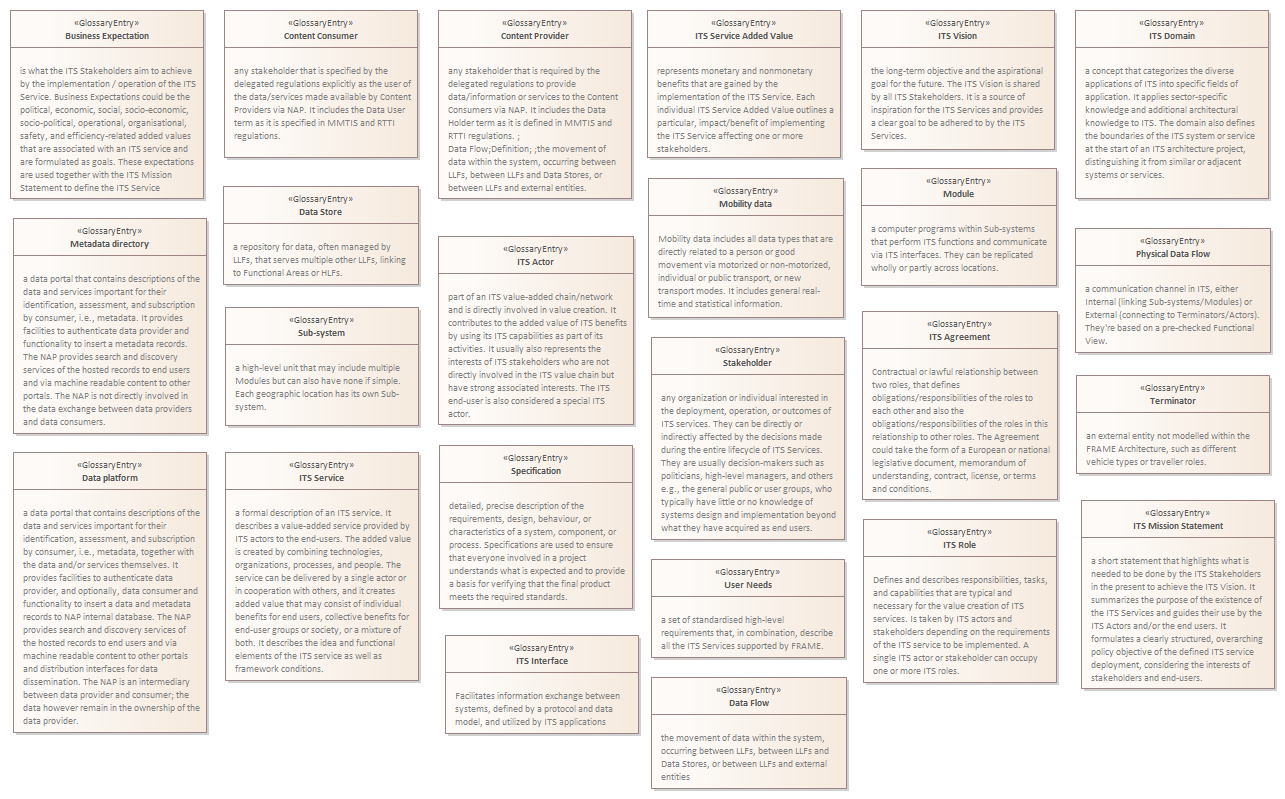 «GlossaryEntry»
Business Expectation
is what the ITS Stakeholders aim to achieve
by the implementation / operation of the ITS
Service. Business Expectations could be the
political, economic, social, socio-economic,
socio-political, operational, organisational,
safety, and efficiency-related added values
that are associated with an ITS service and
are formulated as goals. These expectations
are used together with the ITS Mission
Statement to define the ITS Service
«GlossaryEntry»
Metadata directory
a data portal that contains descriptions of the
data and services important for their
identification, assessment, and subscription
by consumer, i.e., metadata. It provides
facilities to authenticate data provider and
functionality to insert a metadata records.
The NAP provides search and discovery
services of the hosted records to end users
and via machine readable content to other
portals. The NAP is not directly involved in
the data exchange between data providers
and data consumers.
«GlossaryEntry»
Data platform
a data portal that contains descriptions of the
data and services important for their
identification, assessment, and subscription
by consumer, i.e., metadata, together with
the data and/or services themselves. It
provides facilities to authenticate data
provider, and optionally, data consumer and
functionality to insert a data and metadata
records to NAP internal database. The NAP
provides search and discovery services of
the hosted records to end users and via
machine readable content to other portals
and distribution interfaces for data
dissemination. The NAP is an intermediary
between data provider and consumer; the
data however remain in the ownership of the
data provider.
«GlossaryEntry»
Content Consumer
any stakeholder that is specified by the
delegated regulations explicitly as the user of
the data/services made available by Content
Providers via NAP. It includes the Data User
term as it is specified in MMTIS and RTTI
regulations.
«GlossaryEntry»
Data Store
a repository for data, often managed by
LLFs, that serves multiple other LLFs, linking
to Functional Areas or HLFs.
«GlossaryEntry»
Sub-system
a high-level unit that may include multiple
Modules but can also have none if simple.
Each geographic location has its own Sub-
system.
«GlossaryEntry»
ITS Service
a formal description of an ITS service. It
describes a value-added service provided by
ITS actors to the end-users. The added value
is created by combining technologies,
organizations, processes, and people. The
service can be delivered by a single actor or
in cooperation with others, and it creates
added value that may consist of individual
benefits for end users, collective benefits for
end-user groups or society, or a mixture of
both. It describes the idea and functional
elements of the ITS service as well as
framework conditions.
«GlossaryEntry»
Content Provider
any stakeholder that is required by the
delegated regulations to provide
data/information or services to the Content
Consumers via NAP. It includes the Data
Holder term as it is defined in MMTIS and
RTTI regulations. ;
Data Flow;Definition; ;the movement of
data within the system, occurring between
LLFs, between LLFs and Data Stores, or
between LLFs and external entities.
«GlossaryEntry»
ITS Actor
part of an ITS value-added chain/network
and is directly involved in value creation. It
contributes to the added value of ITS benefits
by using its ITS capabilities as part of its
activities. It usually also represents the
interests of ITS stakeholders who are not
directly involved in the ITS value chain but
have strong associated interests. The ITS
end-user is also considered a special ITS
actor.
«GlossaryEntry»
Specification
detailed, precise description of the
requirements, design, behaviour, or
characteristics of a system, component, or
process. Specifications are used to ensure
that everyone involved in a project
understands what is expected and to provide
a basis for verifying that the final product
meets the required standards.
«GlossaryEntry»
ITS Interface
Facilitates information exchange between
systems, defined by a protocol and data
model, and utilized by ITS applications
«GlossaryEntry»
ITS Service Added Value
represents monetary and nonmonetary
benefits that are gained by the
implementation of the ITS Service. Each
individual ITS Service Added Value outlines a
particular, impact/benefit of implementing
the ITS Service affecting one or more
stakeholders.
«GlossaryEntry»
Mobility data
Mobility data includes all data types that are
directly related to a person or good
movement via motorized or non-motorized,
individual or public transport, or new
transport modes. It includes general real-
time and statistical information.
«GlossaryEntry»
Stakeholder
any organization or individual interested in
the deployment, operation, or outcomes of
ITS services. They can be directly or
indirectly affected by the decisions made
during the entire lifecycle of ITS Services.
They are usually decision-makers such as
politicians, high-level managers, and others
e.g., the general public or user groups, who
typically have little or no knowledge of
systems design and implementation beyond
what they have acquired as end users.
«GlossaryEntry»
User Needs
a set of standardised high-level
requirements that, in combination, describe
all the ITS Services supported by FRAME.
«GlossaryEntry»
Data Flow
the movement of data within the system,
occurring between LLFs, between LLFs and
Data Stores, or between LLFs and external
entities
«GlossaryEntry»
ITS Vision
the long-term objective and the aspirational
goal for the future. The ITS Vision is shared
by all ITS Stakeholders. It is a source of
inspiration for the ITS Services and provides
a clear goal to be adhered to by the ITS
Services.
«GlossaryEntry»
Module
a computer programs within Sub-systems
that perform ITS functions and communicate
via ITS interfaces. They can be replicated
wholly or partly across locations.
«GlossaryEntry»
ITS Agreement
Contractual or lawful relationship between
two roles, that defines
obligations/responsibilities of the roles to
each other and also the
obligations/responsibilities of the roles in this
relationship to other roles. The Agreement
could take the form of a European or national
legislative document, memorandum of
understanding, contract, license, or terms
and conditions.
«GlossaryEntry»
ITS Role
Defines and describes responsibilities, tasks,
and capabilities that are typical and
necessary for the value creation of ITS
services. Is taken by ITS actors and
stakeholders depending on the requirements
of the ITS service to be implemented. A
single ITS actor or stakeholder can occupy
one or more ITS roles.
«GlossaryEntry»
ITS Domain
a concept that categorizes the diverse
applications of ITS into specific fields of
application. It applies sector-specific
knowledge and additional architectural
knowledge to ITS. The domain also defines
the boundaries of the ITS system or service
at the start of an ITS architecture project,
distinguishing it from similar or adjacent
systems or services.
«GlossaryEntry»
Physical Data Flow
a communication channel in ITS, either
Internal (linking Sub-systems/Modules) or
External (connecting to Terminators/Actors).
They're based on a pre-checked Functional
View.
«GlossaryEntry»
Terminator
an external entity not modelled within the
FRAME Architecture, such as different
vehicle types or traveller roles.
«GlossaryEntry»
ITS Mission Statement
a short statement that highlights what is
needed to be done by the ITS Stakeholders
in the present to achieve the ITS Vision. It
summarizes the purpose of the existence of
the ITS Services and guides their use by the
ITS Actors and/or the end users. It
formulates a clearly structured, overarching
policy objective of the defined ITS service
deployment, considering the interests of
stakeholders and end-users.